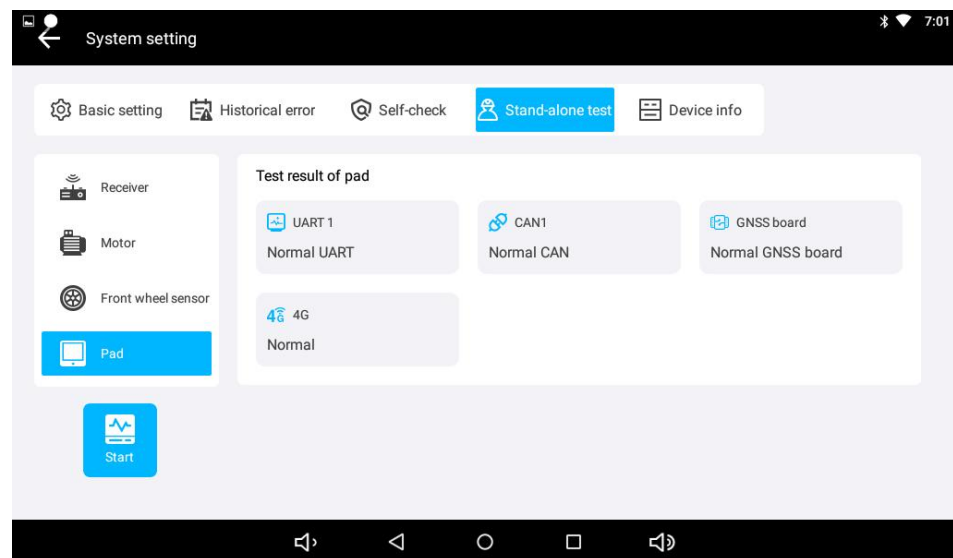 System setting
7:01
Basic setting
Historical error
Self-check
Stand-alone test
Device info
Receiver
Motor
Front wheel sensor
Pad
Start
Test result of pad
UART 1
Normal UART
CAN1
Normal CAN
GNSS board
Normal GNSS board
4G 4G
Normal